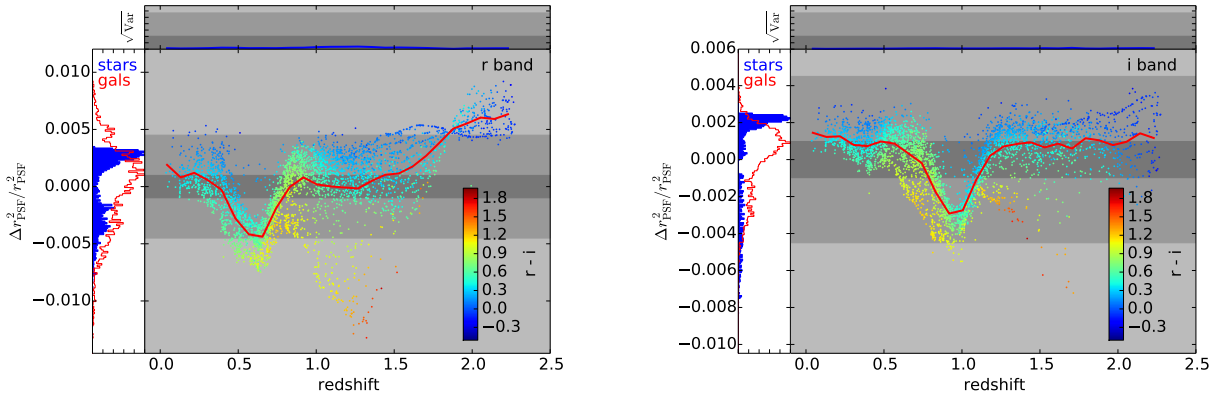 √Var
stars
gals
r band
0.010
0.005
0.000
−0.005
−0.010
Δr²PSF/r²PSF
r - i
1.8
1.5
1.2
0.9
0.6
0.3
0.0
−0.3
0.0 0.5 1.0 1.5 2.0 2.5
redshift
√Var
stars
gals
i band
0.006
0.004
0.002
0.000
−0.002
−0.004
−0.006
−0.008
−0.010
Δr²PSF/r²PSF
r - i
1.8
1.5
1.2
0.9
0.6
0.3
0.0
−0.3
0.0 0.5 1.0 1.5 2.0 2.5
redshift